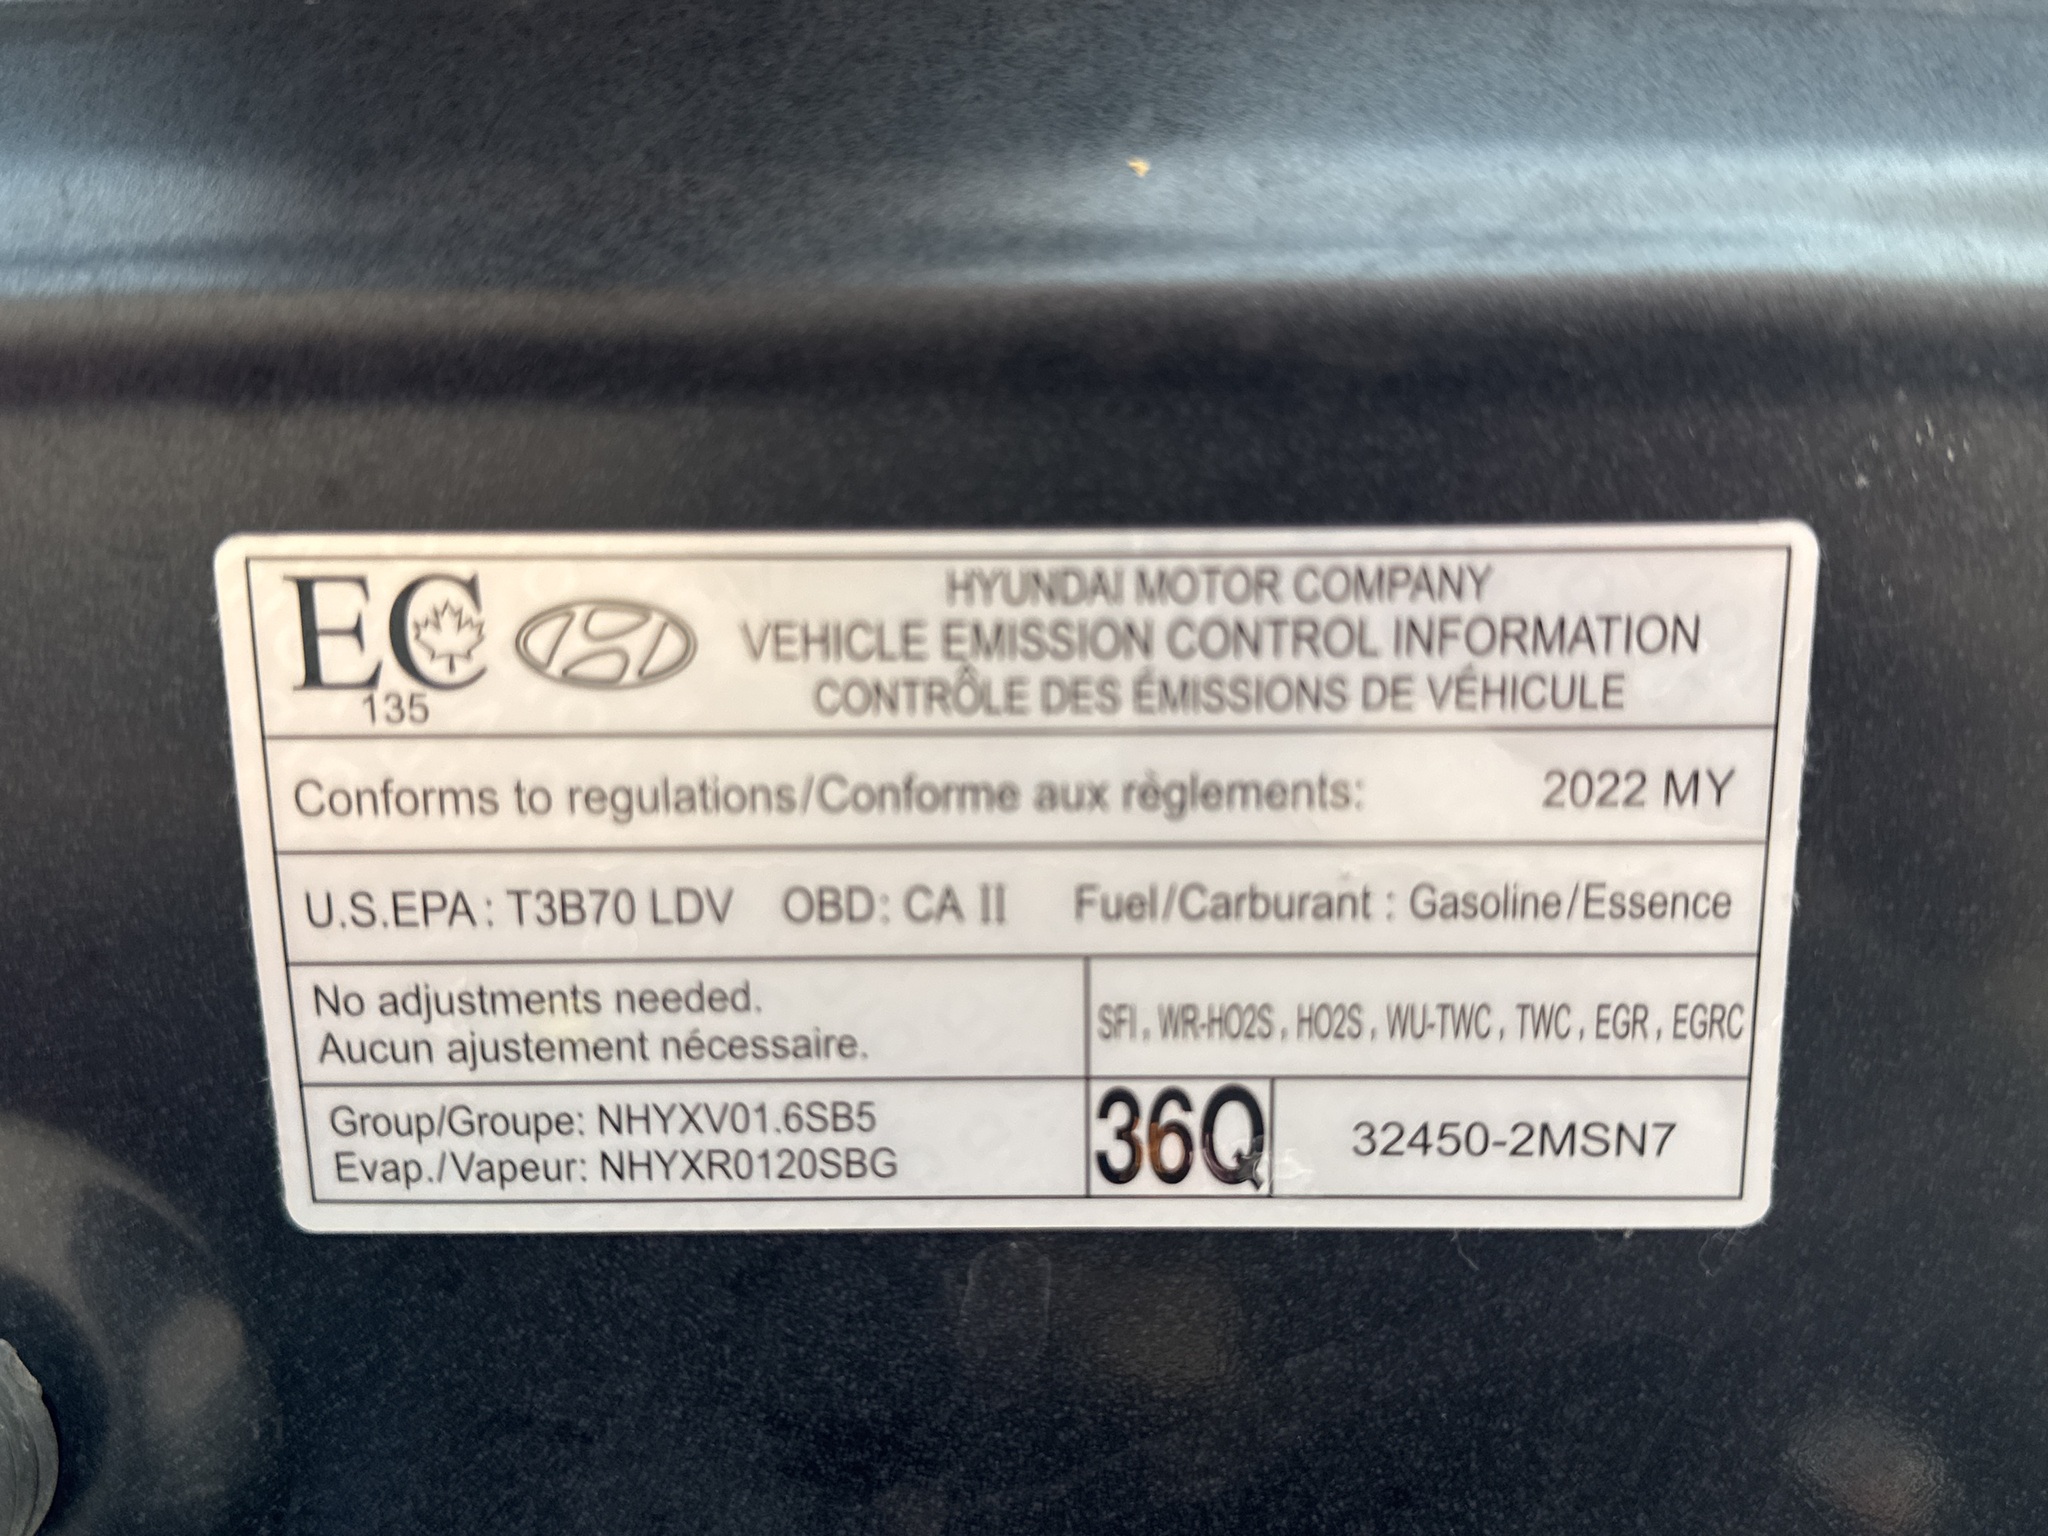 EC
135
HYUNDAI MOTOR COMPANY
VEHICLE EMISSION CONTROL INFORMATION
CONTRÔLE DES ÉMISSIONS DE VÉHICULE
Conforms to regulations/Conforme aux règlements: 2022 MY
U.S.EPA : T3B70 LDV OBD: CA II Fuel/Carburant : Gasoline/Essence
No adjustments needed.
Aucun ajustement nécessaire.
SFI , WR-HO2S , HO2S , WU-TWC , TWC , EGR , EGRC
Group/Groupe: NHYXV01.6SB5
Evap./Vapeur: NHYXR0120SBG
36Q
32450-2MSN7